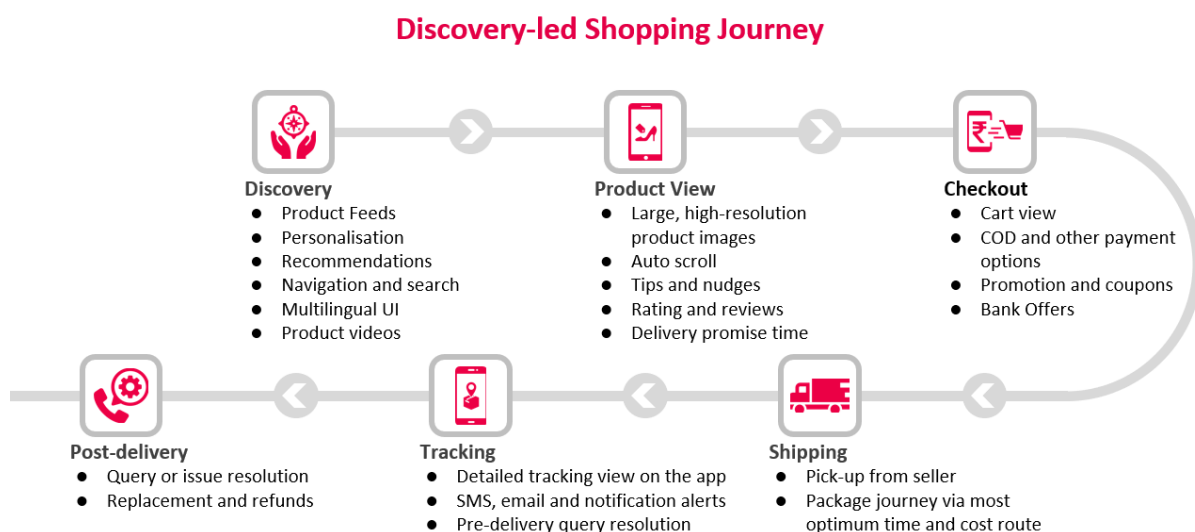 Discovery-led Shopping Journey
Discovery
● Product Feeds
● Personalisation
● Recommendations
● Navigation and search
● Multilingual UI
● Product videos
Product View
● Large, high-resolution
product images
● Auto scroll
● Tips and nudges
● Rating and reviews
● Delivery promise time
₹
Checkout
● Cart view
● COD and other payment
options
● Promotion and coupons
● Bank Offers
Shipping
● Pick-up from seller
● Package journey via most
optimum time and cost route
Tracking
● Detailed tracking view on the app
● SMS, email and notification alerts
● Pre-delivery query resolution
Post-delivery
● Query or issue resolution
● Replacement and refunds